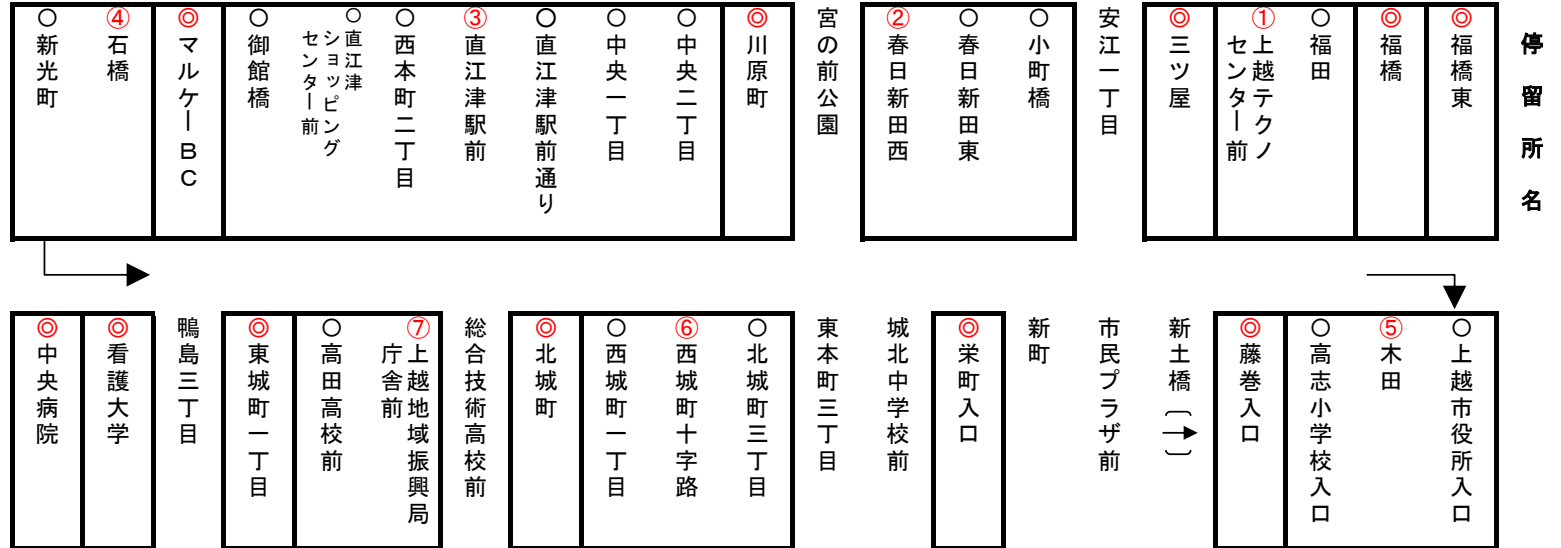 停留所名
◎福橋東
◎福橋
○福田
①上越テクノセンター前
◎三ツ屋
安江一丁目
○小町橋
○春日新田東
②春日新田西
宮の前公園
◎川原町
○中央二丁目
○中央一丁目
○直江津駅前通り
③直江津駅前
○西本町二丁目
○直江津ショッピングセンター前
○御館橋
◎マルケーBC
④石橋
○新光町
○上越市役所入口
⑤木田
○高志小学校入口
◎藤巻入口
新土橋(→)
市民プラザ前
新町
◎栄町入口
城北中学校前
東本町三丁目
○北城町三丁目
⑥西城町十字路
○西城町一丁目
◎北城町
総合技術高校前
⑦上越地域振興局庁舎前
○高田高校前
◎東城町一丁目
鴨島三丁目
◎看護大学
◎中央病院